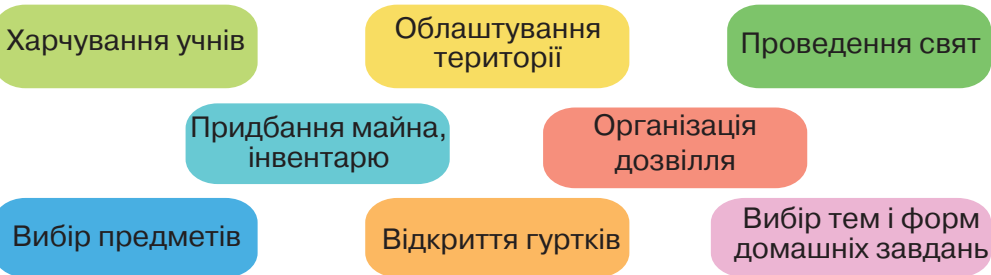 Харчування учнів
Облаштування
території
Проведення свят
Придбання майна,
інвентарю
Організація
дозвілля
Вибір предметів
Відкриття гуртків
Вибір тем і форм
домашніх завдань